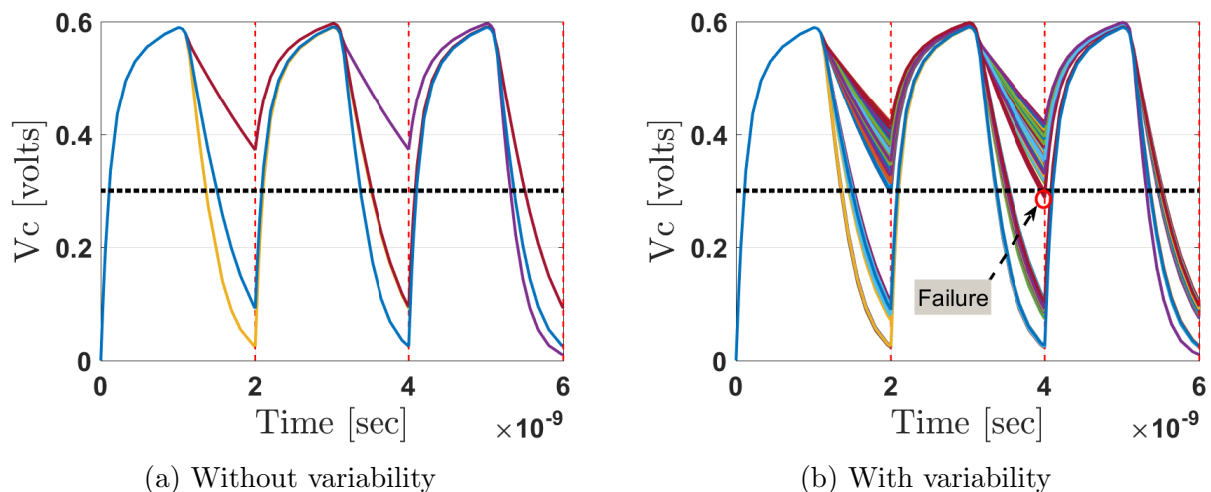 0.6
0.4
0.2
0
Vc [volts]
0
2
4
6
Time [sec]
×10-9
(a) Without variability
0.6
0.4
0.2
0
Vc [volts]
Failure
0
2
4
6
Time [sec]
×10-9
(b) With variability